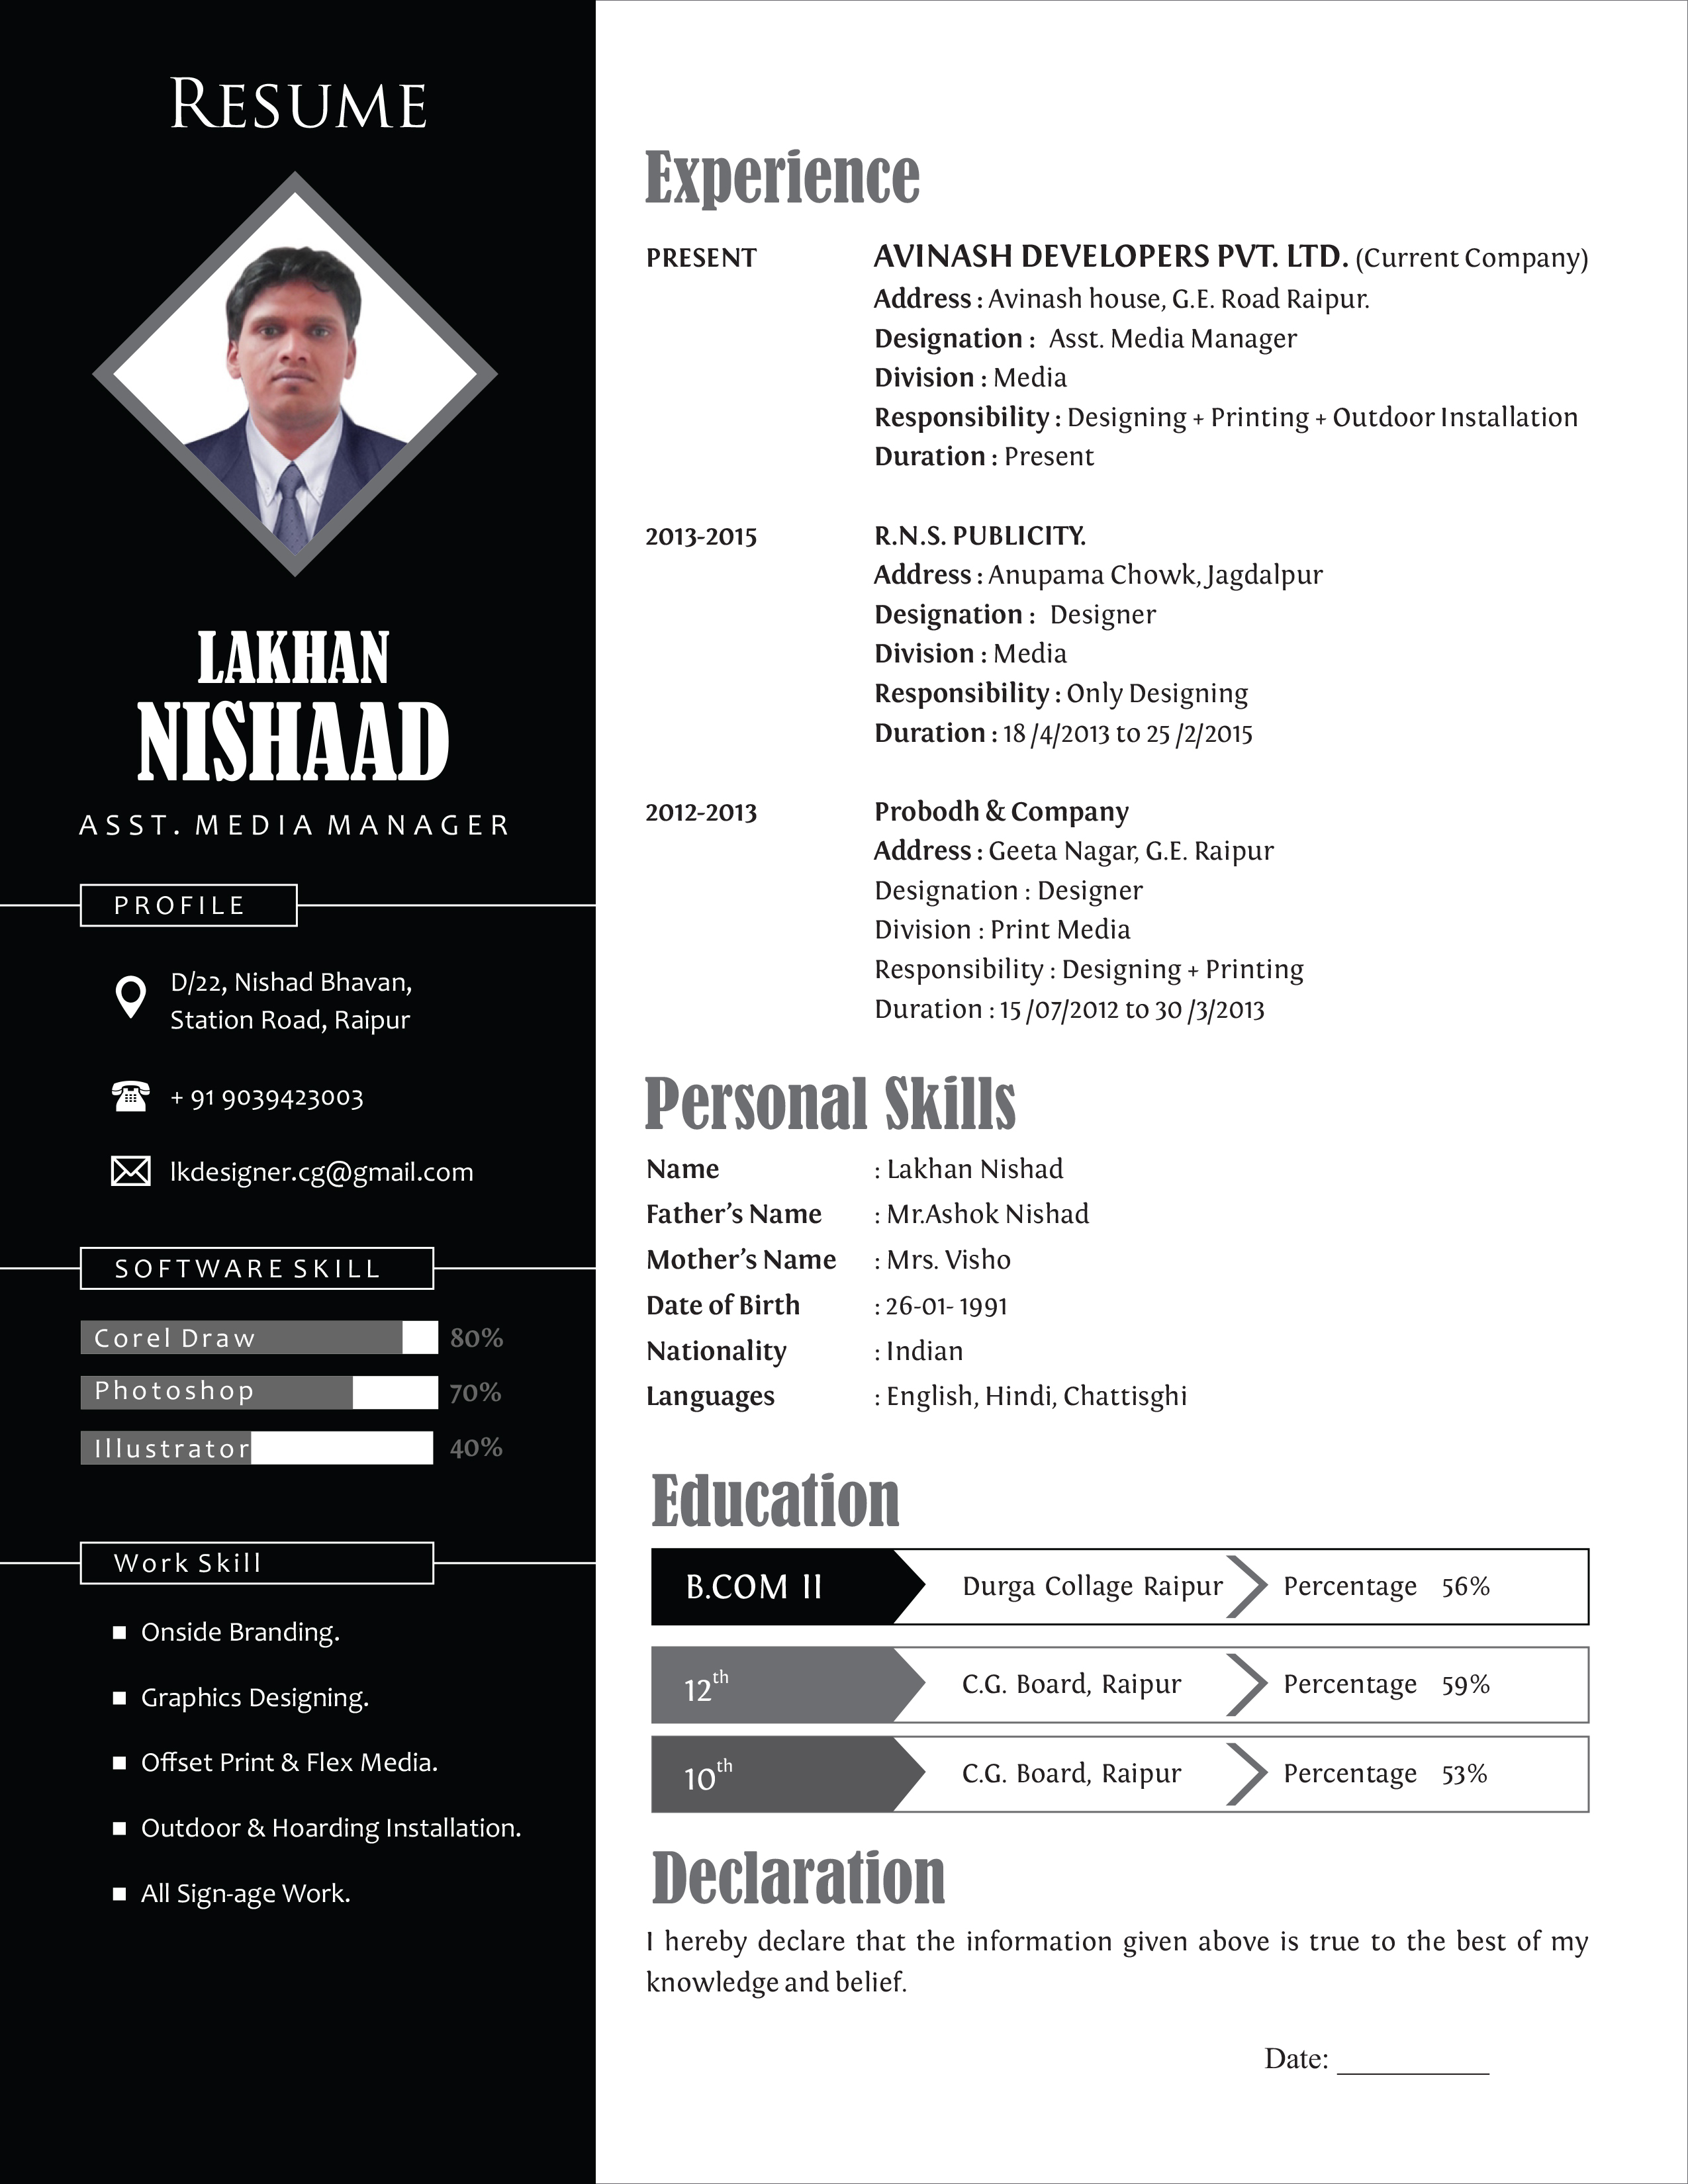 RESUME
LAKHAN
NISHAAD
ASST. MEDIA MANAGER
PROFILE
D/22, Nishad Bhavan,
Station Road, Raipur
+ 91 9039423003
lkdesigner.cg@gmail.com
SOFTWARE SKILL
Corel Draw 80%
Photoshop 70%
Illustrator 40%
Work Skill
Onside Branding.
Graphics Designing.
Offset Print & Flex Media.
Outdoor & Hoarding Installation.
All Sign-age Work.
Experience
PRESENT AVINASH DEVELOPERS PVT. LTD. (Current Company)
Address : Avinash house, G.E. Road Raipur.
Designation : Asst. Media Manager
Division : Media
Responsibility : Designing + Printing + Outdoor Installation
Duration : Present
2013-2015 R.N.S. PUBLICITY.
Address : Anupama Chowk, Jagdalpur
Designation : Designer
Division : Media
Responsibility : Only Designing
Duration : 18 /4/2013 to 25 /2/2015
2012-2013 Probodh & Company
Address : Geeta Nagar, G.E. Raipur
Designation : Designer
Division : Print Media
Responsibility : Designing + Printing
Duration : 15 /07/2012 to 30 /3/2013
Personal Skills
Name : Lakhan Nishad
Father's Name : Mr.Ashok Nishad
Mother's Name : Mrs. Visho
Date of Birth : 26-01- 1991
Nationality : Indian
Languages : English, Hindi, Chattisghi
Education
B.COM II Durga Collage Raipur Percentage 56%
12th C.G. Board, Raipur Percentage 59%
10th C.G. Board, Raipur Percentage 53%
Declaration
I hereby declare that the information given above is true to the best of my
knowledge and belief.
Date: __________